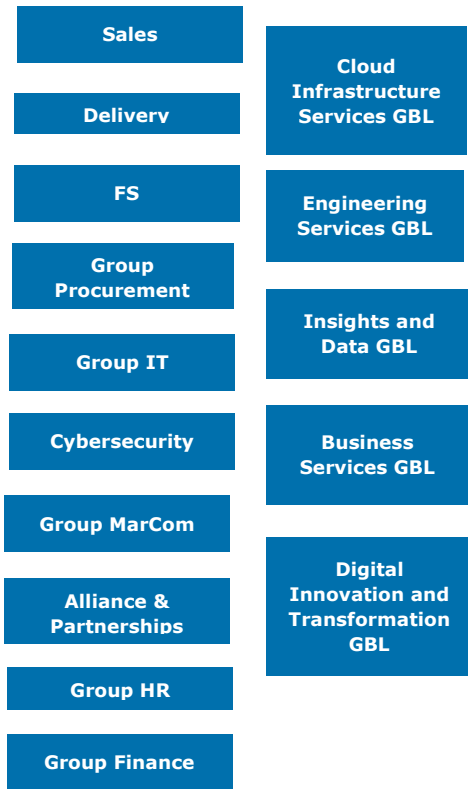 Sales
Delivery
FS
Group
Procurement
Group IT
Cybersecurity
Group MarCom
Alliance &
Partnerships
Group HR
Group Finance
Cloud
Infrastructure
Services GBL
Engineering
Services GBL
Insights and
Data GBL
Business
Services GBL
Digital
Innovation and
Transformation
GBL